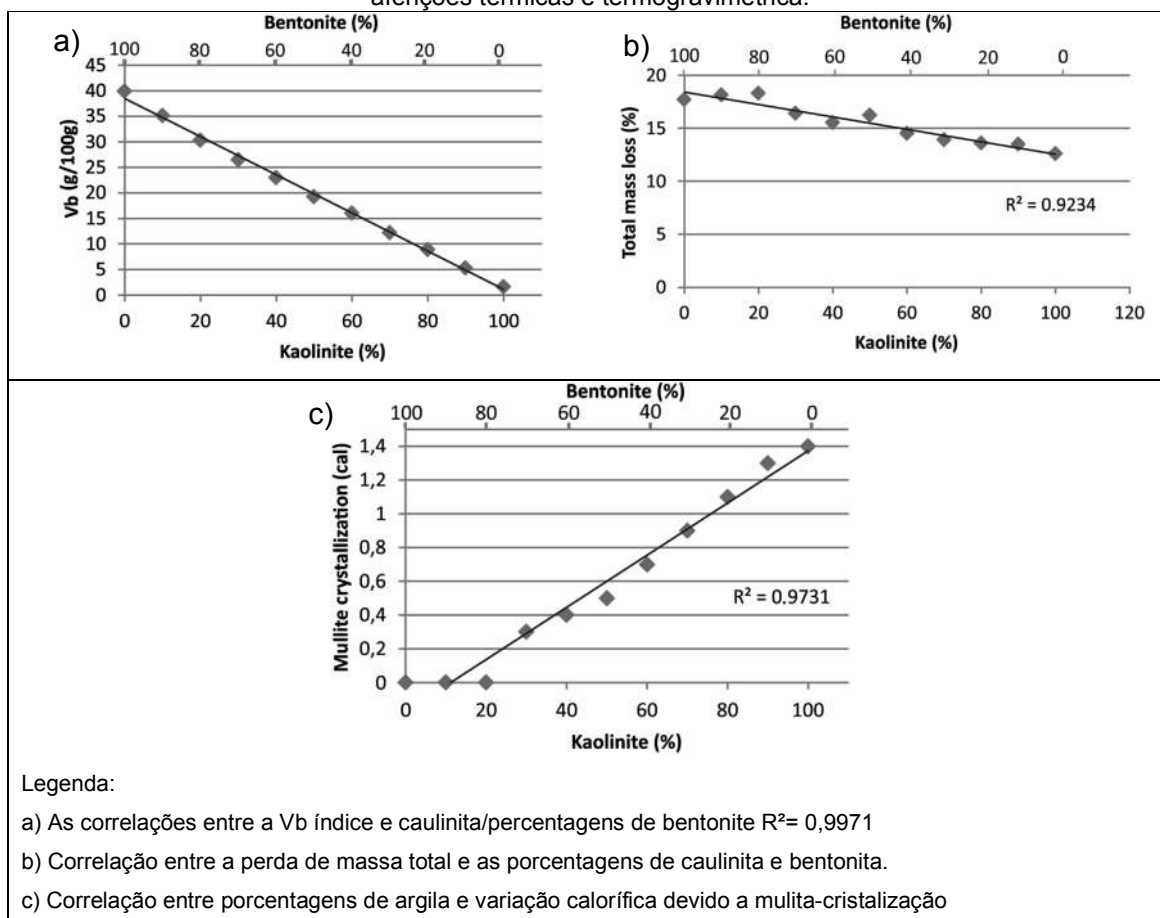 aferições térmicas e termogravimétrica.
a)
Bentonite (%)
100 80 60 40 20 0
45
40
35
30
25
20
15
10
5
0
Vb (g/100g)
0 20 40 60 80 100
Kaolinite (%)
b)
Bentonite (%)
100 80 60 40 20 0
20
15
10
5
0
Total mass loss (%)
R² = 0.9234
0 20 40 60 80 100 120
Kaolinite (%)
c)
Bentonite (%)
100 80 60 40 20 0
1,4
1,2
1
0,8
0,6
0,4
0,2
0
Mullite crystallization (cal)
R² = 0.9731
0 20 40 60 80 100
Kaolinite (%)
Legenda:
a) As correlações entre a Vb índice e caulinita/percentagens de bentonite R²= 0,9971
b) Correlação entre a perda de massa total e as porcentagens de caulinita e bentonita.
c) Correlação entre porcentagens de argila e variação calorífica devido a mulita-cristalização